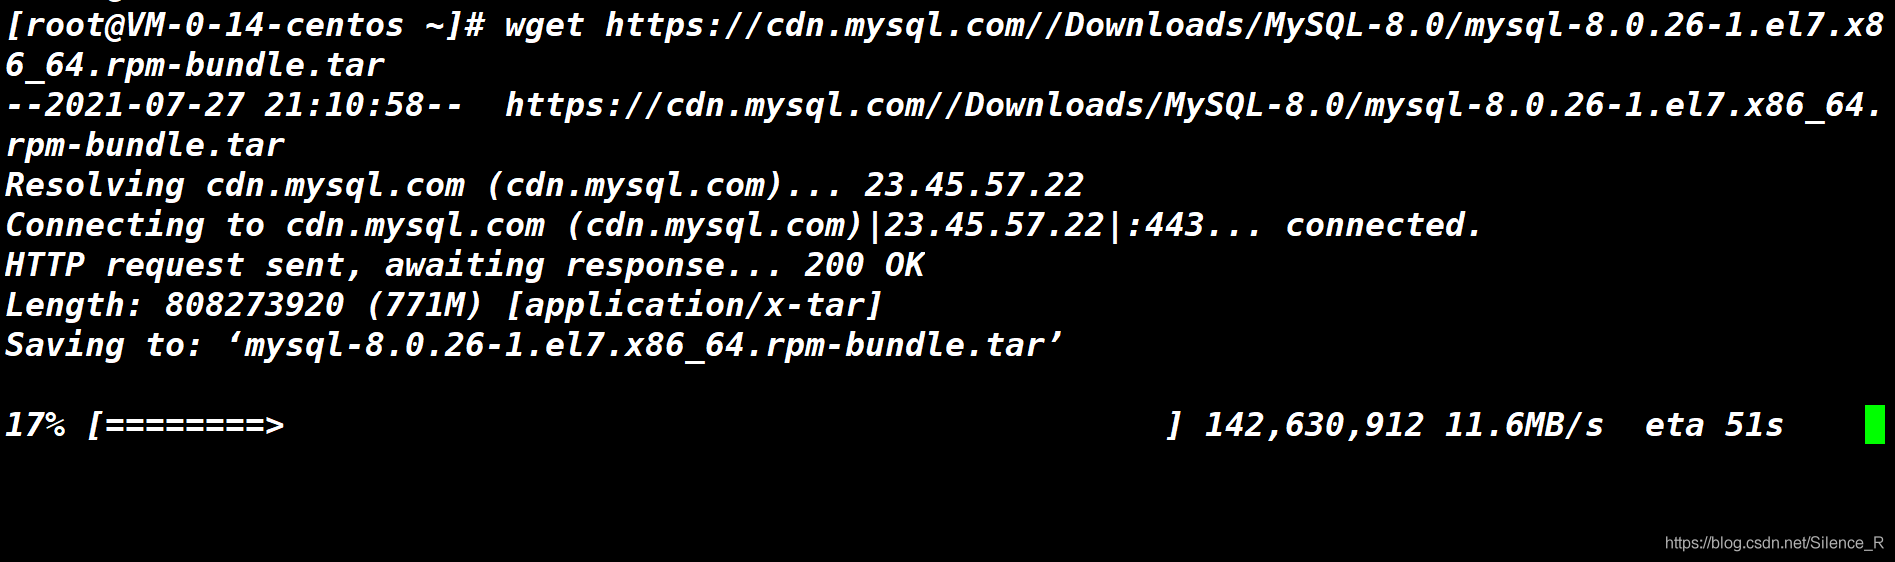 [root@VM-0-14-centos ~]# wget https://cdn.mysql.com//Downloads/MySQL-8.0/mysql-8.0.26-1.el7.x8
6_64.rpm-bundle.tar
--2021-07-27 21:10:58--  https://cdn.mysql.com//Downloads/MySQL-8.0/mysql-8.0.26-1.el7.x86_64.
rpm-bundle.tar
Resolving cdn.mysql.com (cdn.mysql.com)... 23.45.57.22
Connecting to cdn.mysql.com (cdn.mysql.com)|23.45.57.22|:443... connected.
HTTP request sent, awaiting response... 200 OK
Length: 808273920 (771M) [application/x-tar]
Saving to: ‘mysql-8.0.26-1.el7.x86_64.rpm-bundle.tar’
17% [========>                                            ] 142,630,912 11.6MB/s  eta 51s
https://blog.csdn.net/Silence_R